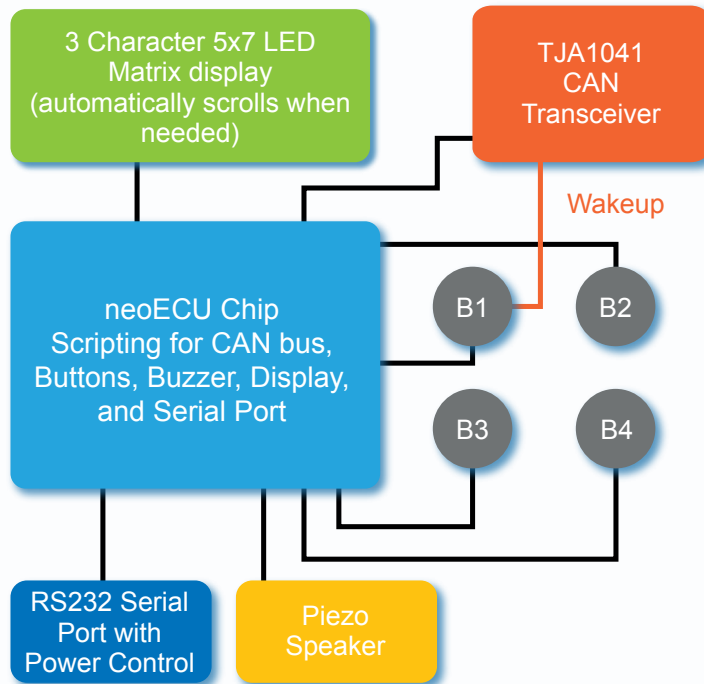 3 Character 5x7 LED
Matrix display
(automatically scrolls when
needed)
TJA1041
CAN
Transceiver
Wakeup
neoECU Chip
Scripting for CAN bus,
Buttons, Buzzer, Display,
and Serial Port
B1
B2
B3
B4
RS232 Serial
Port with
Power Control
Piezo
Speaker